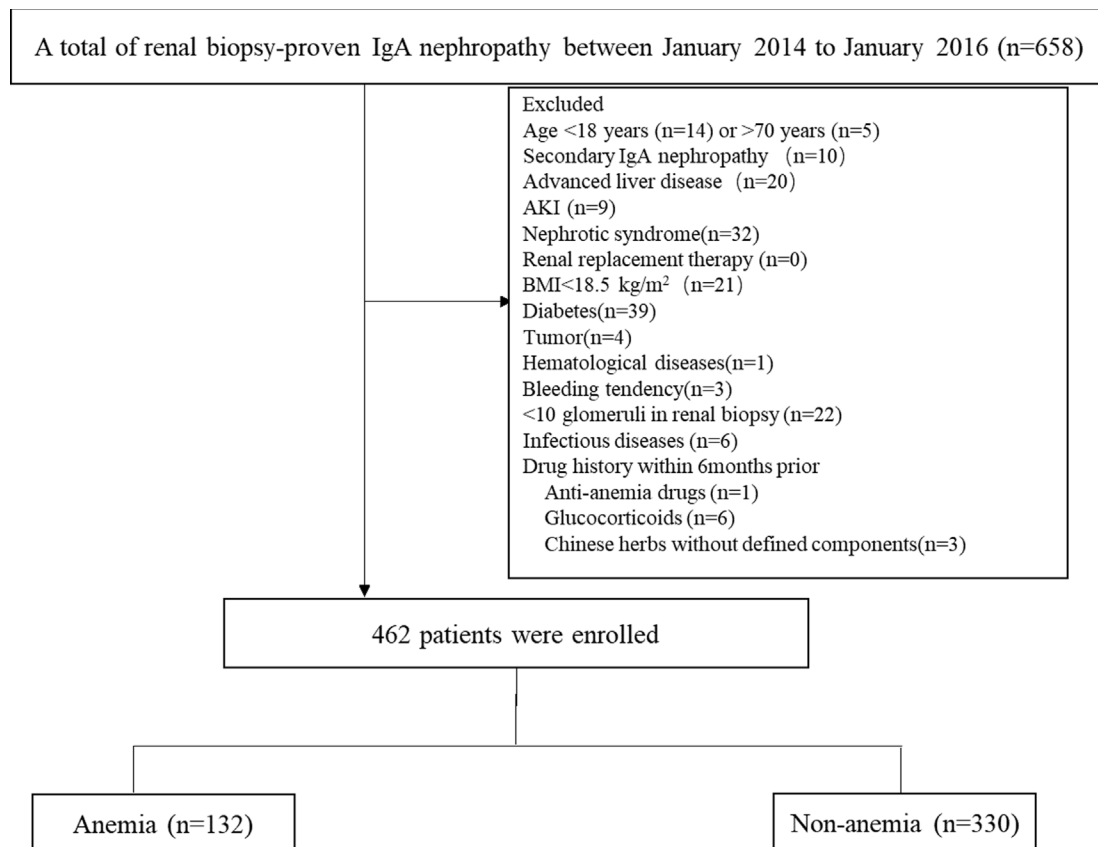 A total of renal biopsy-proven IgA nephropathy between January 2014 to January 2016 (n=658)
Excluded
Age <18 years (n=14) or >70 years (n=5)
Secondary IgA nephropathy （n=10)
Advanced liver disease（n=20)
AKI (n=9)
Nephrotic syndrome(n=32)
Renal replacement therapy (n=0)
BMI<18.5 kg/m²（n=21)
Diabetes(n=39)
Tumor(n=4)
Hematological diseases(n=1)
Bleeding tendency(n=3)
<10 glomeruli in renal biopsy (n=22)
Infectious diseases (n=6)
Drug history within 6months prior
Anti-anemia drugs (n=1)
Glucocorticoids (n=6)
Chinese herbs without defined components(n=3)
462 patients were enrolled
Anemia (n=132)
Non-anemia (n=330)